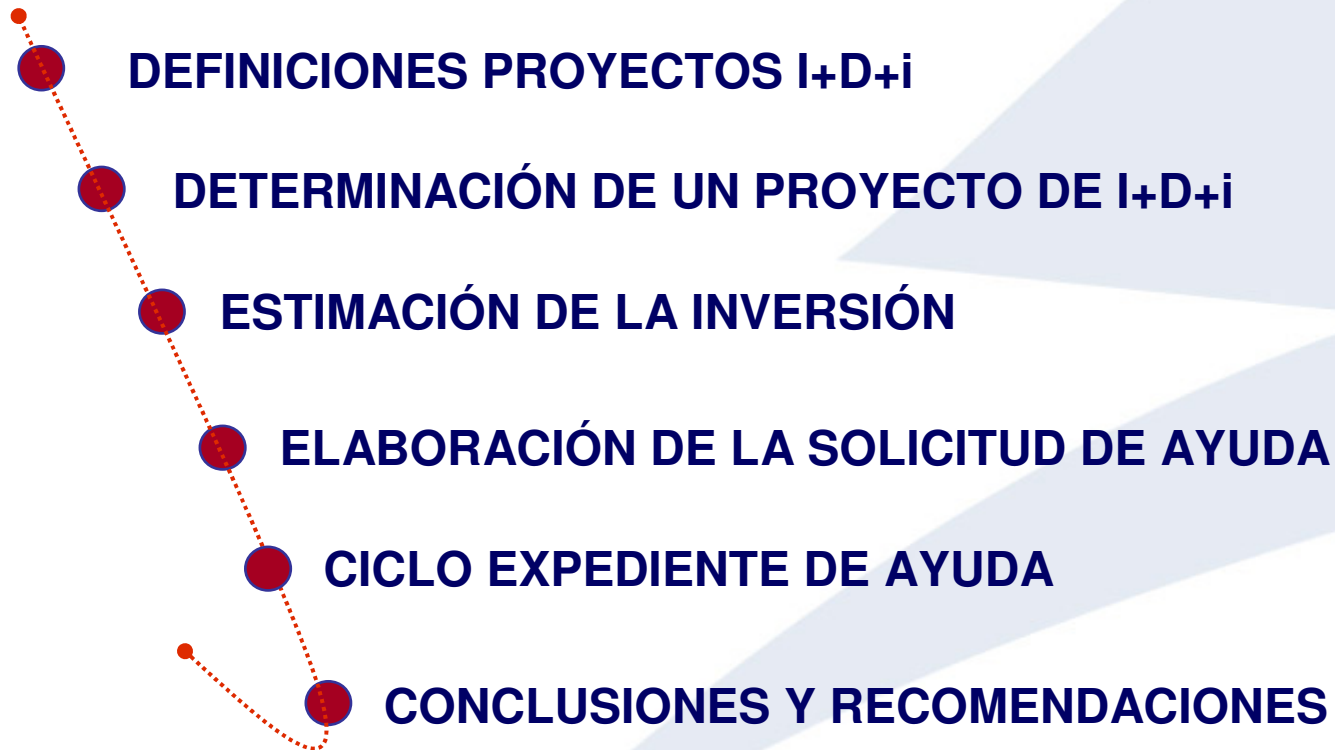 DEFINICIONES PROYECTOS I+D+i
DETERMINACIÓN DE UN PROYECTO DE I+D+i
ESTIMACIÓN DE LA INVERSIÓN
ELABORACIÓN DE LA SOLICITUD DE AYUDA
CICLO EXPEDIENTE DE AYUDA
CONCLUSIONES Y RECOMENDACIONES